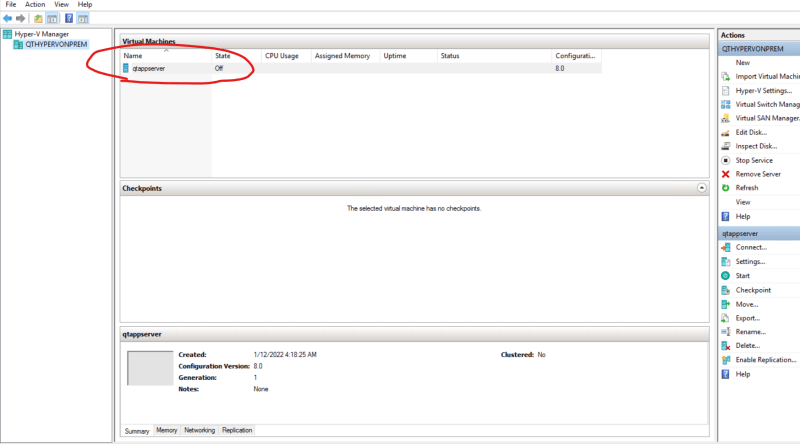 File Action View Help
Hyper-V Manager
QTHYPERVONPREM
Virtual Machines
Name State CPU Usage Assigned Memory Uptime Status Configurati...
qtappserver Off 8.0
Checkpoints
The selected virtual machine has no checkpoints.
qtappserver
Created: 1/12/2022 4:18:25 AM Clustered: No
Configuration Version: 8.0
Generation: 1
Notes: None
Summary Memory Networking Replication
Actions
QTHYPERVONPREM
New
Import Virtual Machin
Hyper-V Settings...
Virtual Switch Manag
Virtual SAN Manager.
Edit Disk...
Inspect Disk...
Stop Service
Remove Server
Refresh
View
Help
qtappserver
Connect...
Settings...
Start
Checkpoint
Move...
Export...
Rename...
Delete...
Enable Replication...
Help